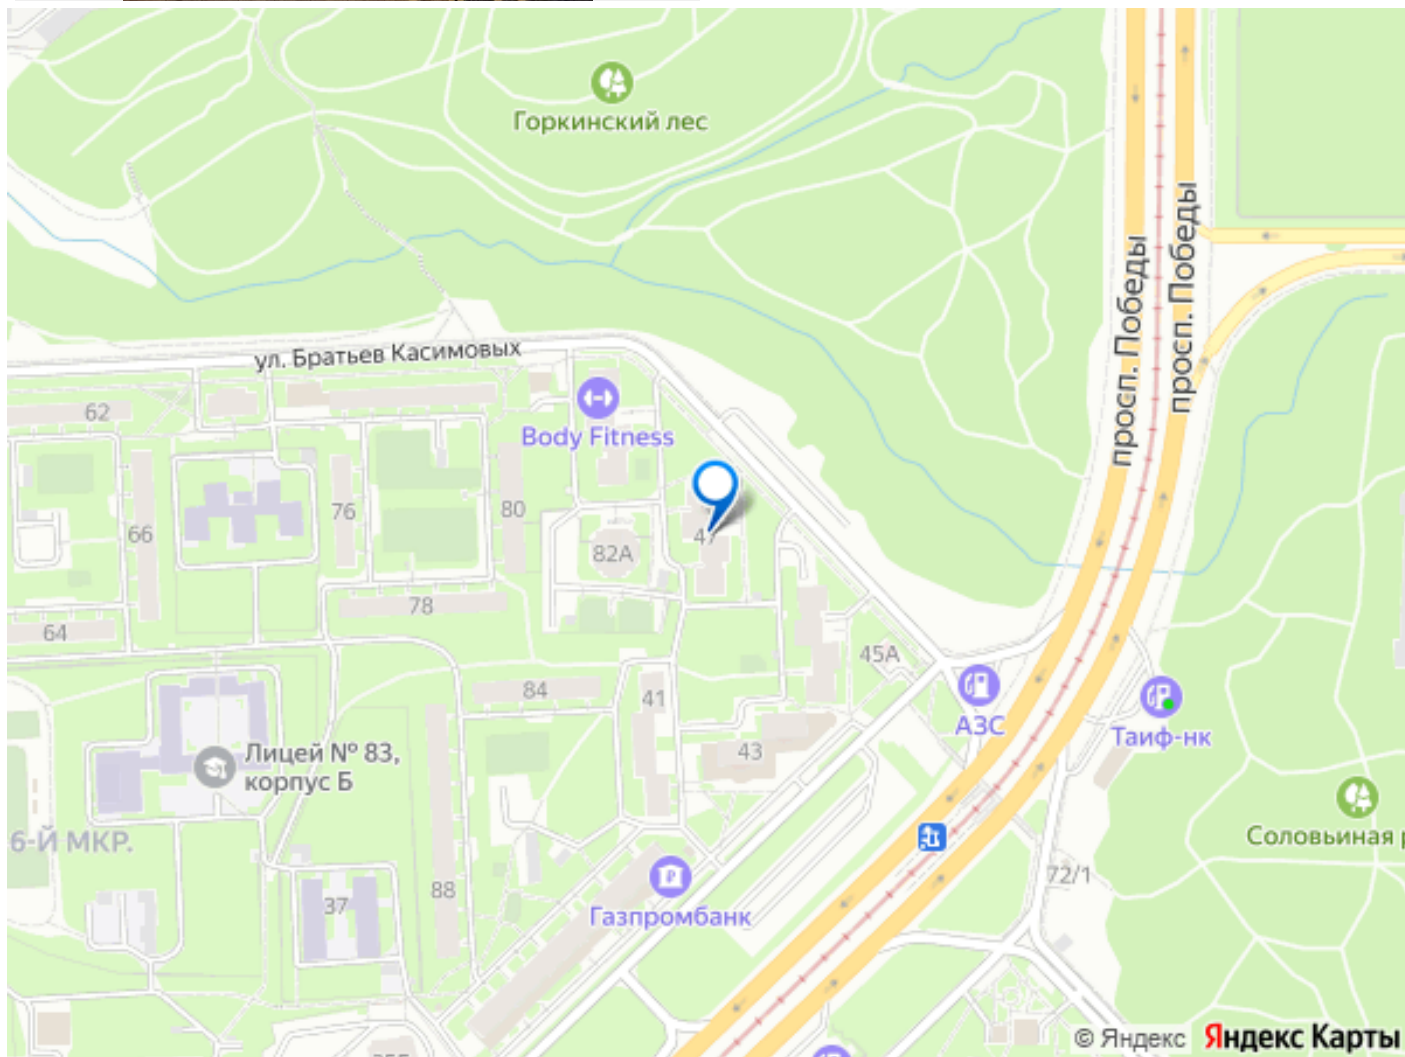 Горкинский лес
просп. Победы
просп. Победы
ул. Братьев Касимовых
62
Body Fitness
76
80
66
47
82А
78
64
45А
84
41
АЗС
Таиф-нк
43
Лицей № 83,
корпус Б
Соловьиная р
6-Й МКР.
72/1
88
37
Газпромбанк
© Яндекс Яндекс Карты